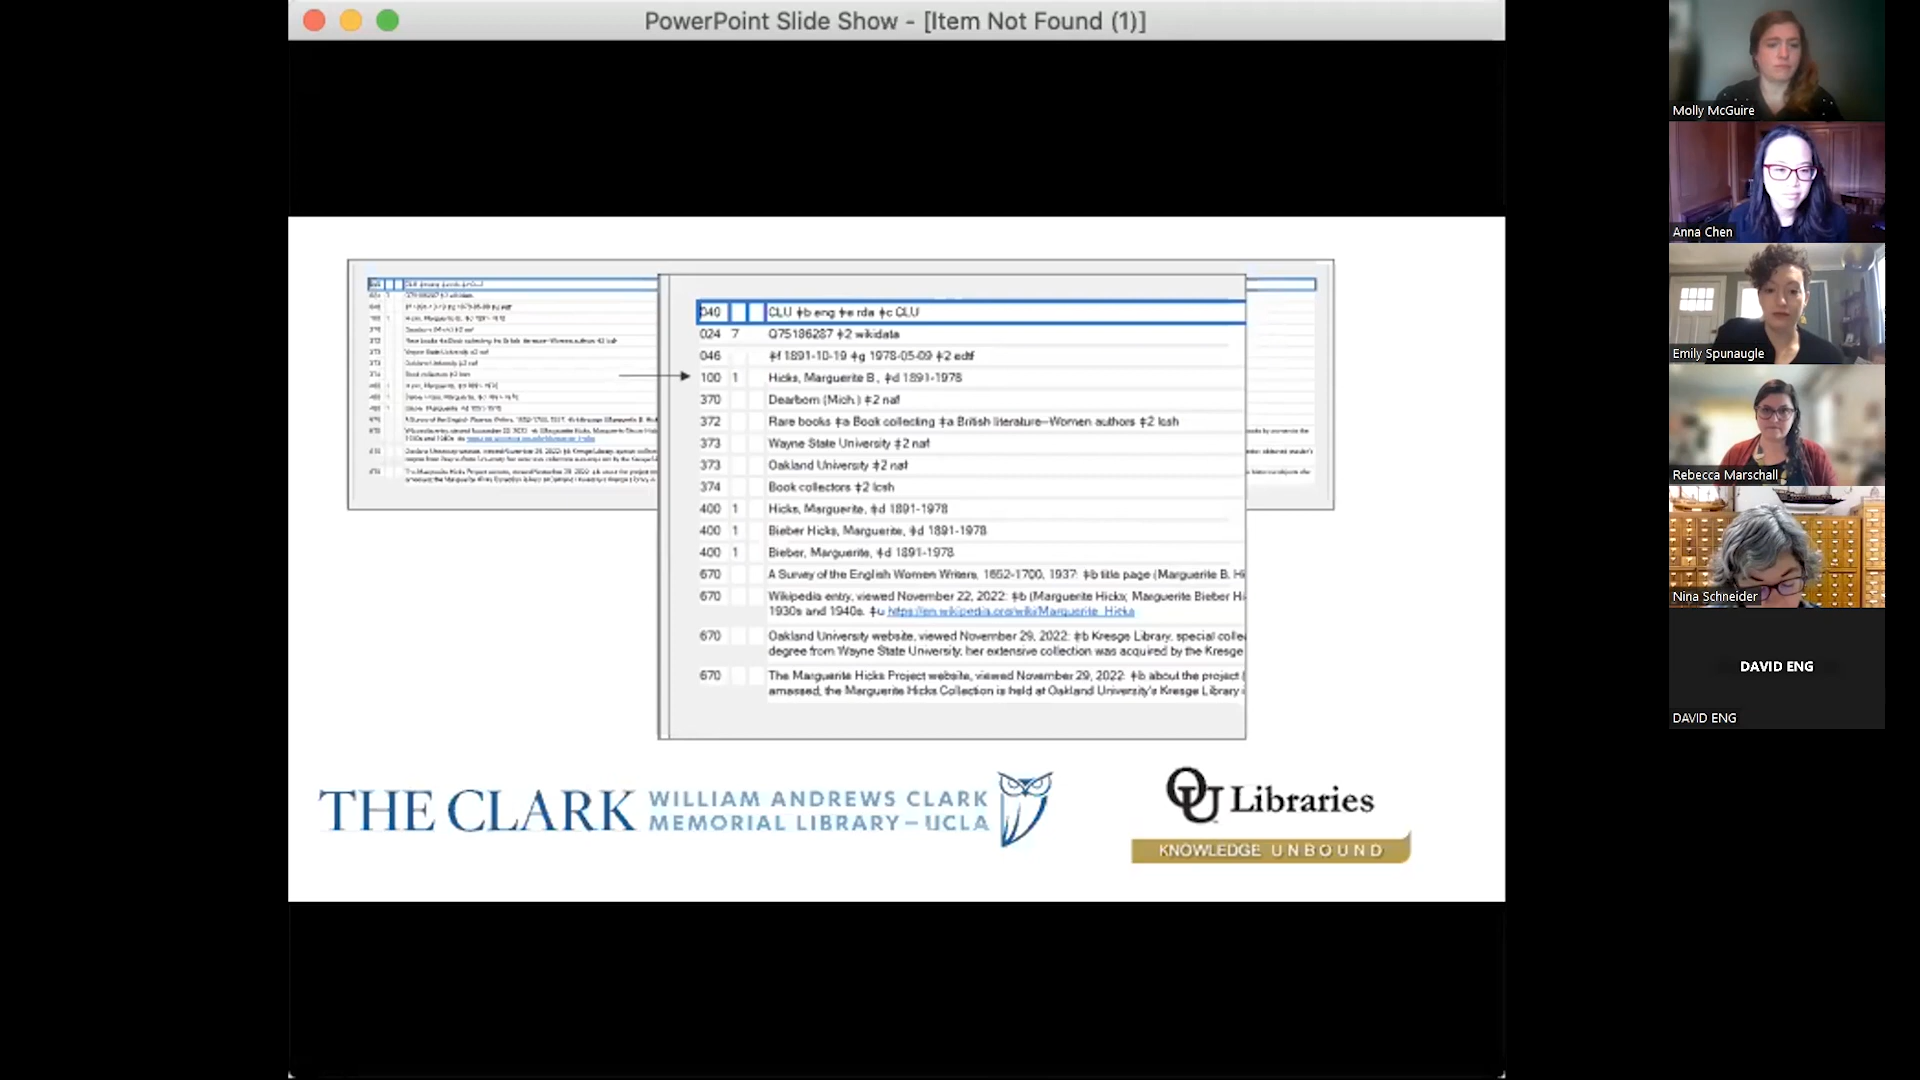 PowerPoint Slide Show - [Item Not Found (1)]
040 CLU ǂb eng ǂe rda ǂc CLU
024 7 Q75186287 ǂ2 wikidata
046 ǂf 1891-10-19 ǂg 1978-05-09 ǂ2 edtf
100 1 Hicks, Marguerite B., ǂd 1891-1978
370 Dearborn (Mich.) ǂ2 naf
372 Rare books ǂa Book collecting ǂa British literature--Women authors ǂ2 lcsh
373 Wayne State University ǂ2 naf
373 Oakland University ǂ2 naf
374 Book collectors ǂ2 lcsh
400 1 Hicks, Marguerite, ǂd 1891-1978
400 1 Bieber Hicks, Marguerite, ǂd 1891-1978
400 1 Bieber, Marguerite, ǂd 1891-1978
670 A Survey of the English Women Writers, 1652-1700, 1937: ǂb title page (Marguerite B. Hi
670 Wikipedia entry, viewed November 22, 2022: ǂb (Marguerite Hicks; Marguerite Bieber Hi
1930s and 1940s. ǂu https://en.wikipedia.org/wiki/Marguerite_Hicks
670 Oakland University website, viewed November 29, 2022: ǂb Kresge Library, special colle
degree from Wayne State University; her extensive collection was acquired by the Kresge
670 The Marguerite Hicks Project website, viewed November 29, 2022: ǂb about the project (
amassed, the Marguerite Hicks Collection is held at Oakland University's Kresge Library
THE CLARK WILLIAM ANDREWS CLARK
MEMORIAL LIBRARY – UCLA
OU Libraries
KNOWLEDGE UNBOUND
Molly McGuire
Anna Chen
Emily Spunaugle
Rebecca Marschall
Nina Schneider
DAVID ENG
DAVID ENG